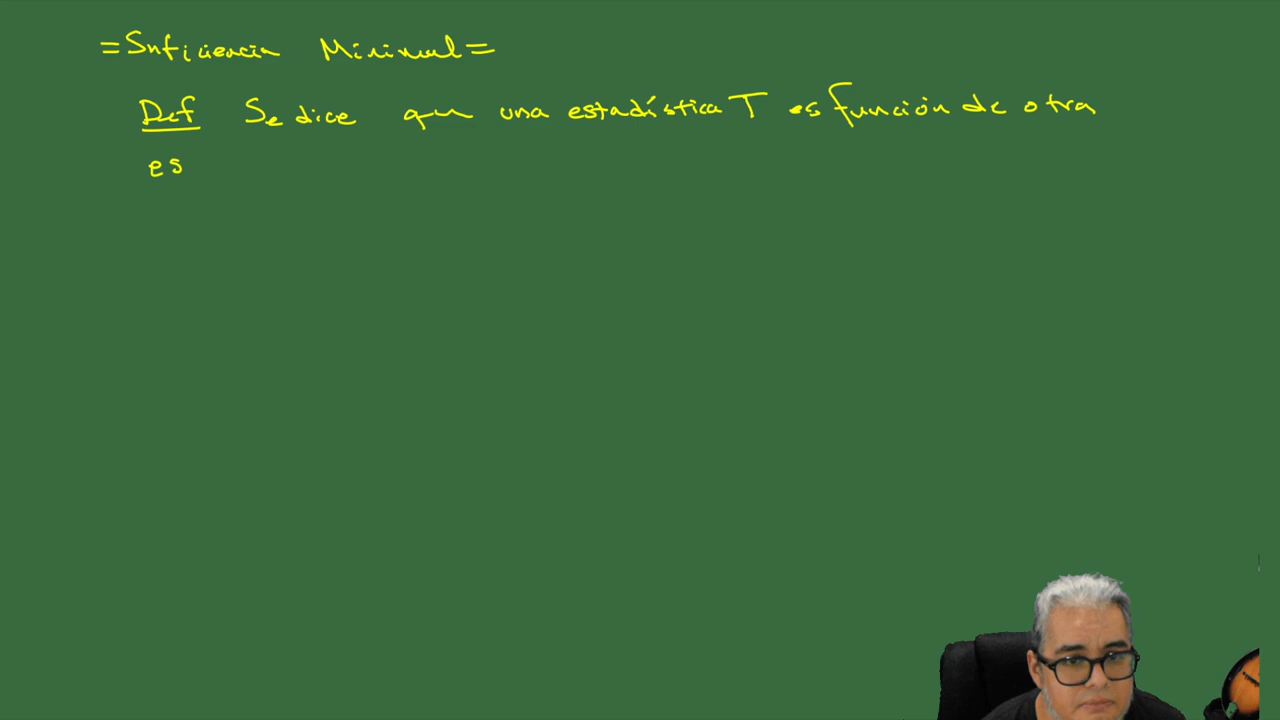 =Suficiencia Minimal=
Def Se dice que una estadística T es función de otra
es